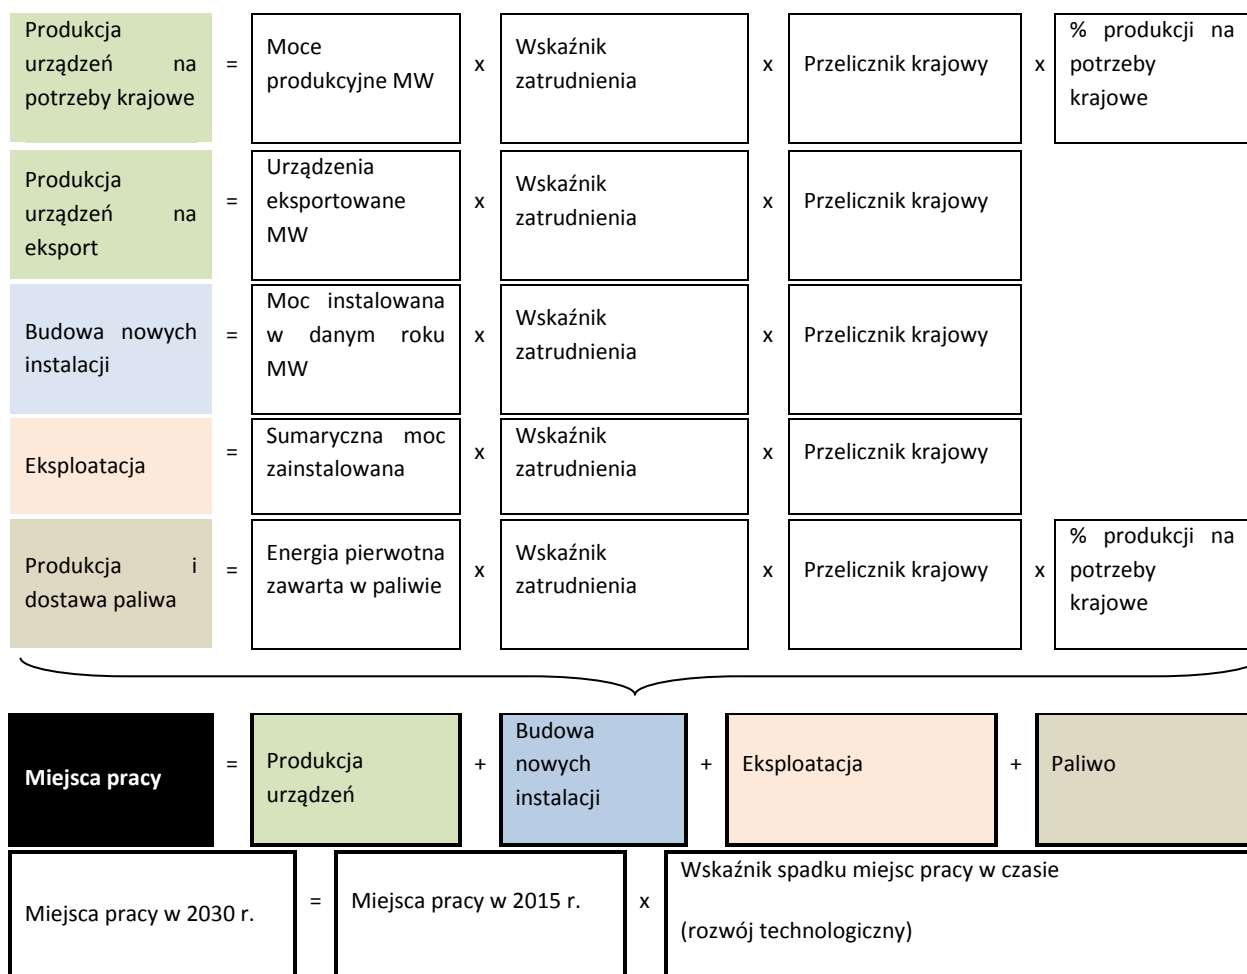 Produkcja
urządzeń na
potrzeby krajowe
=
Moce
produkcyjne MW
x
Wskaźnik
zatrudnienia
x
Przelicznik krajowy
x
% produkcji na
potrzeby
krajowe
Produkcja
urządzeń na
eksport
=
Urządzenia
eksportowane
MW
x
Wskaźnik
zatrudnienia
x
Przelicznik krajowy
Budowa nowych
instalacji
=
Moc instalowana
w danym roku
MW
x
Wskaźnik
zatrudnienia
x
Przelicznik krajowy
Eksploatacja
=
Sumaryczna moc
zainstalowana
x
Wskaźnik
zatrudnienia
x
Przelicznik krajowy
Produkcja i
dostawa paliwa
=
Energia pierwotna
zawarta w paliwie
x
Wskaźnik
zatrudnienia
x
Przelicznik krajowy
x
% produkcji na
potrzeby
krajowe
Miejsca pracy
=
Produkcja
urządzeń
+
Budowa
nowych
instalacji
+
Eksploatacja
+
Paliwo
Miejsca pracy w 2030 r.
=
Miejsca pracy w 2015 r.
x
Wskaźnik spadku miejsc pracy w czasie
(rozwój technologiczny)